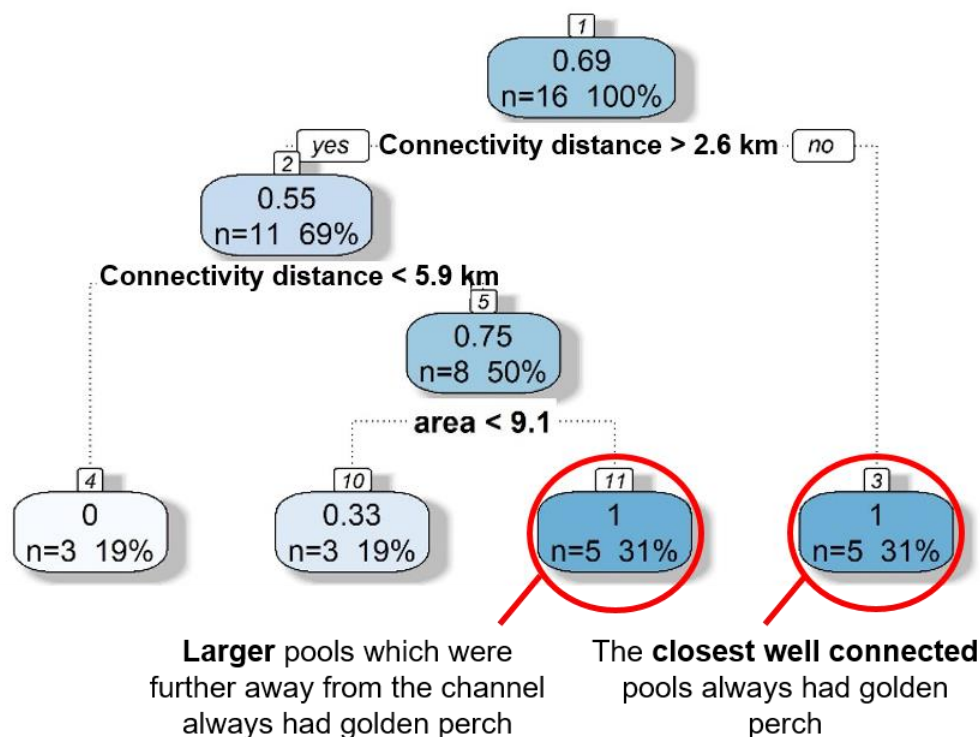 1
0.69
n=16 100%
yes Connectivity distance > 2.6 km no
2
0.55
n=11 69%
Connectivity distance < 5.9 km
5
0.75
n=8 50%
area < 9.1
4
0
n=3 19%
10
0.33
n=3 19%
11
1
n=5 31%
3
1
n=5 31%
Larger pools which were
further away from the channel
always had golden perch
The closest well connected
pools always had golden
perch